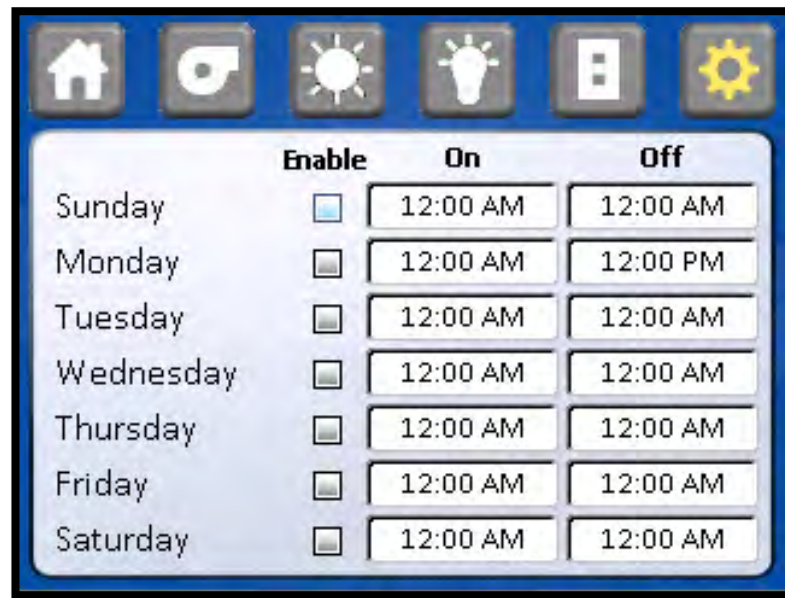 Enable On Off
Sunday 12:00 AM 12:00 AM
Monday 12:00 AM 12:00 PM
Tuesday 12:00 AM 12:00 AM
Wednesday 12:00 AM 12:00 AM
Thursday 12:00 AM 12:00 AM
Friday 12:00 AM 12:00 AM
Saturday 12:00 AM 12:00 AM